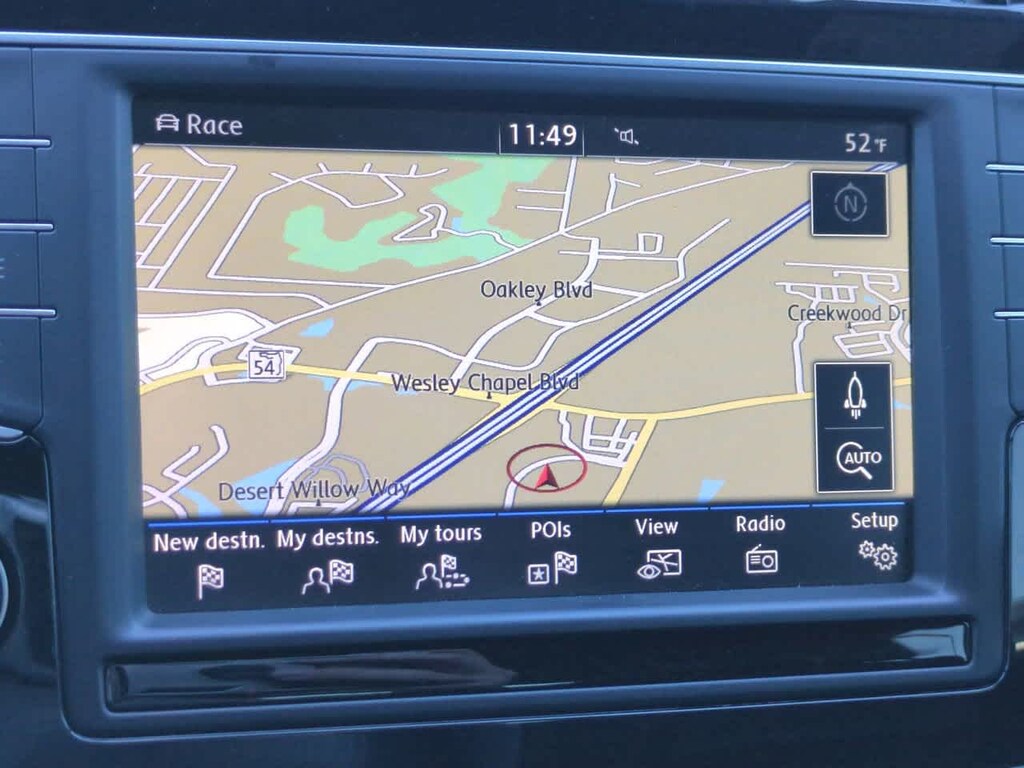 Race
11:49
52°F
N
Oakley Blvd
Creekwood Dr
54
Wesley Chapel Blvd
AUTO
Desert Willow Way
New destn. My destns. My tours POIs View Radio Setup